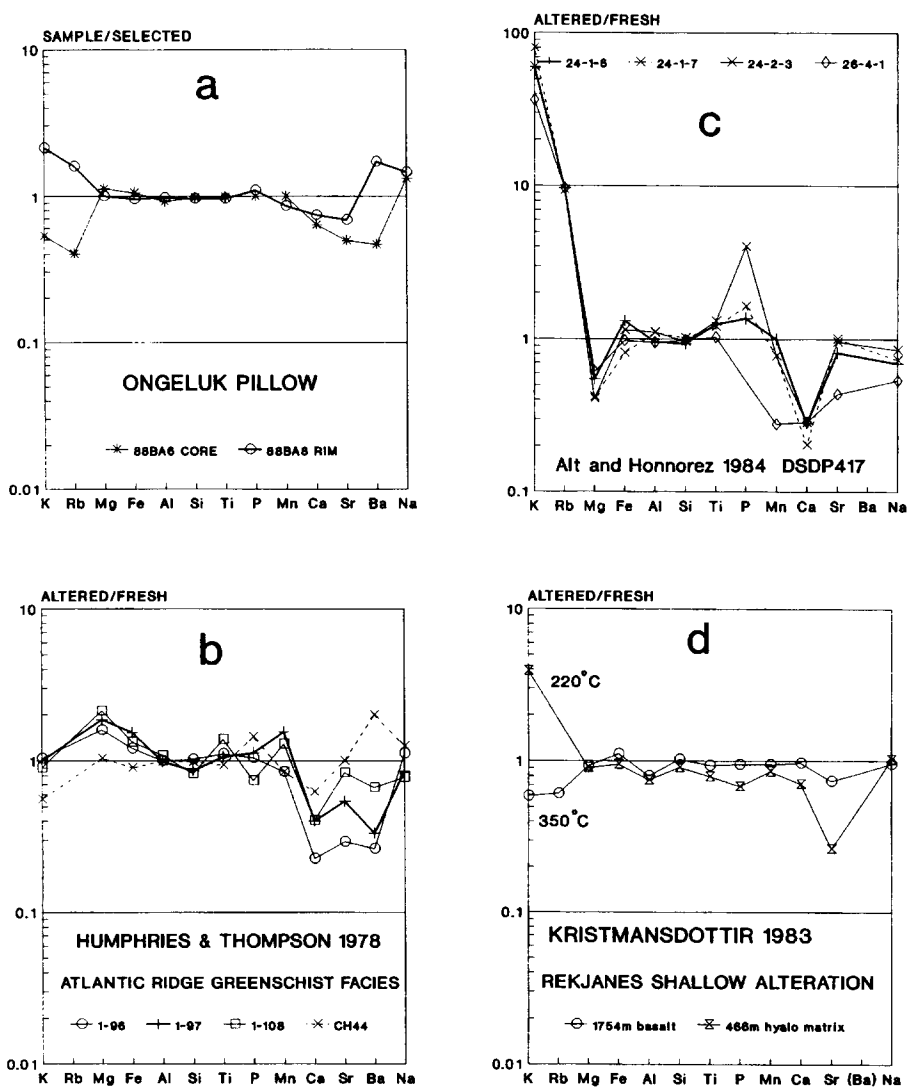 SAMPLE/SELECTED
10
a
1
0.1
ONGELUK PILLOW
88BA6 CORE 88BA8 RIM
0.01
K Rb Mg Fe Al Si Ti P Mn Ca Sr Ba Na
ALTERED/FRESH
100
24-1-6 24-1-7 24-2-3 26-4-1
c
10
1
Alt and Honnorez 1984 DSDP417
0.1
K Rb Mg Fe Al Si Ti P Mn Ca Sr Ba Na
ALTERED/FRESH
10
b
1
0.1
HUMPHRIES & THOMPSON 1978
ATLANTIC RIDGE GREENSCHIST FACIES
1-96 1-97 1-108 CH44
0.01
K Rb Mg Fe Al Si Ti P Mn Ca Sr Ba Na
ALTERED/FRESH
10
d
220°C
1
350°C
0.1
KRISTMANSDOTTIR 1983
REKJANES SHALLOW ALTERATION
1754m basalt 466m hyalo matrix
0.01
K Rb Mg Fe Al Si Ti P Mn Ca Sr (Ba) Na